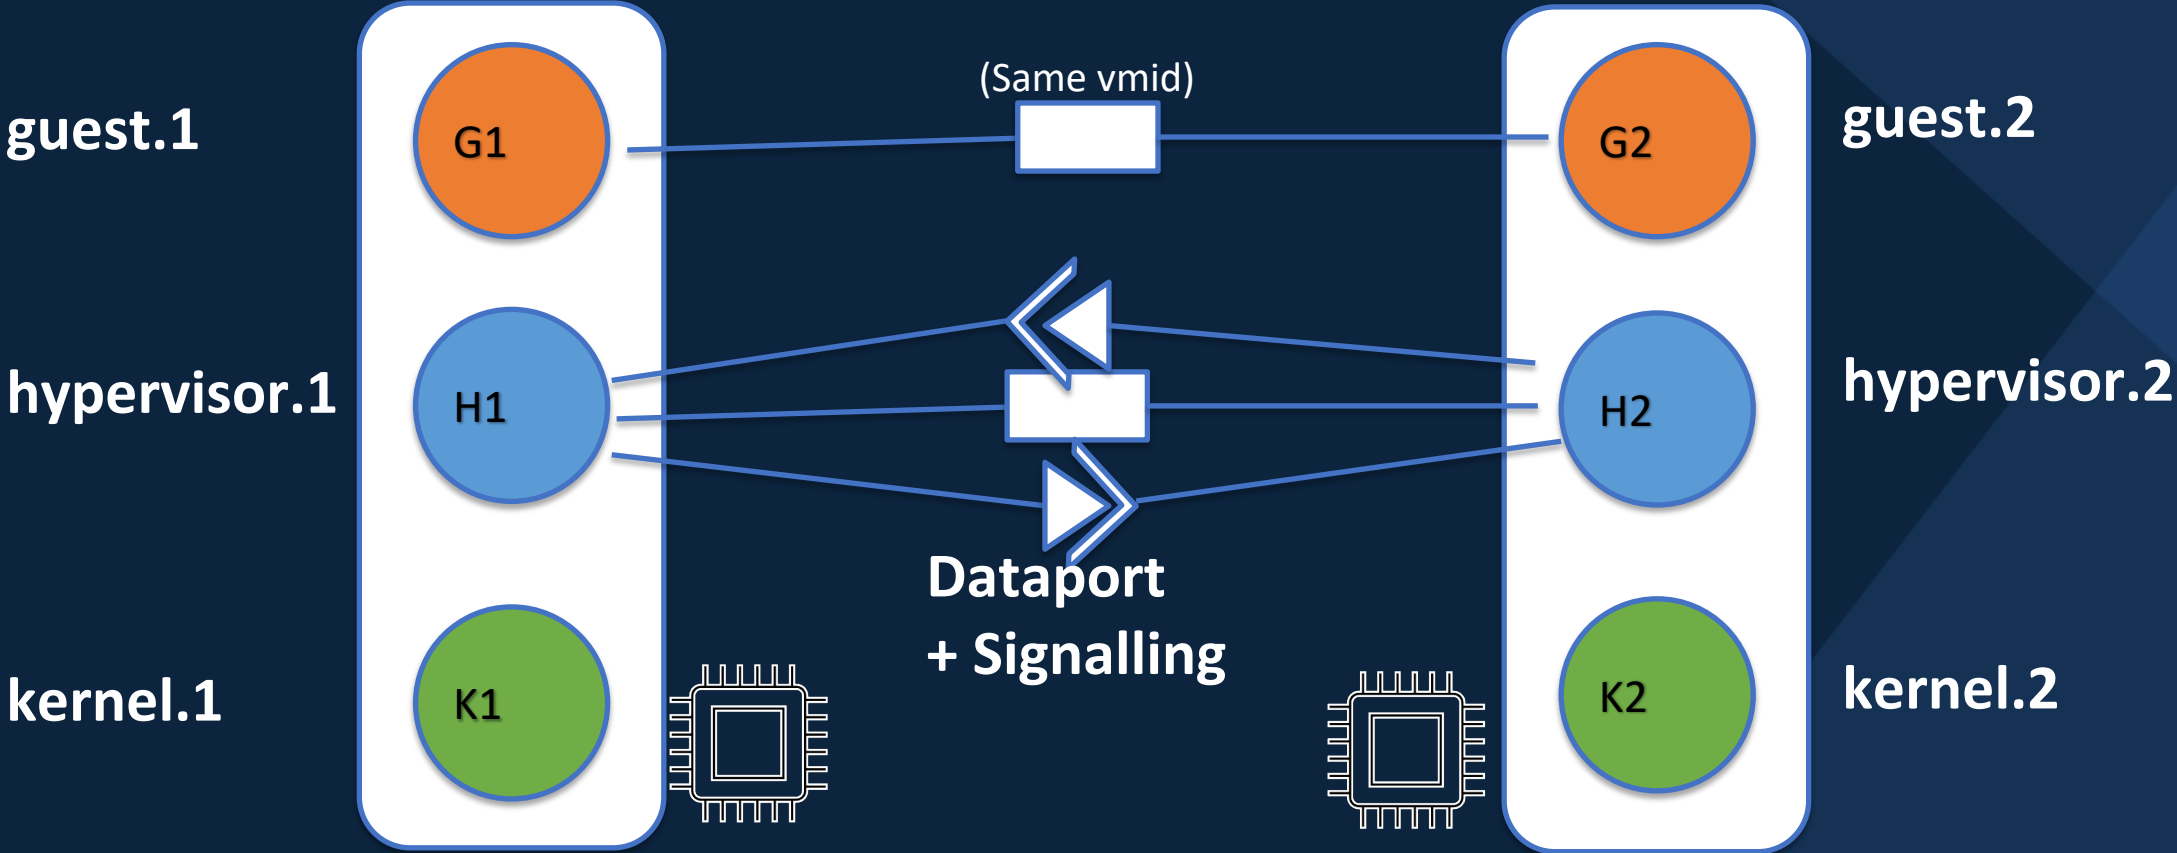 (Same vmid)
guest.1
G1
G2
guest.2
hypervisor.1
H1
H2
hypervisor.2
Dataport
+ Signalling
kernel.1
K1
K2
kernel.2